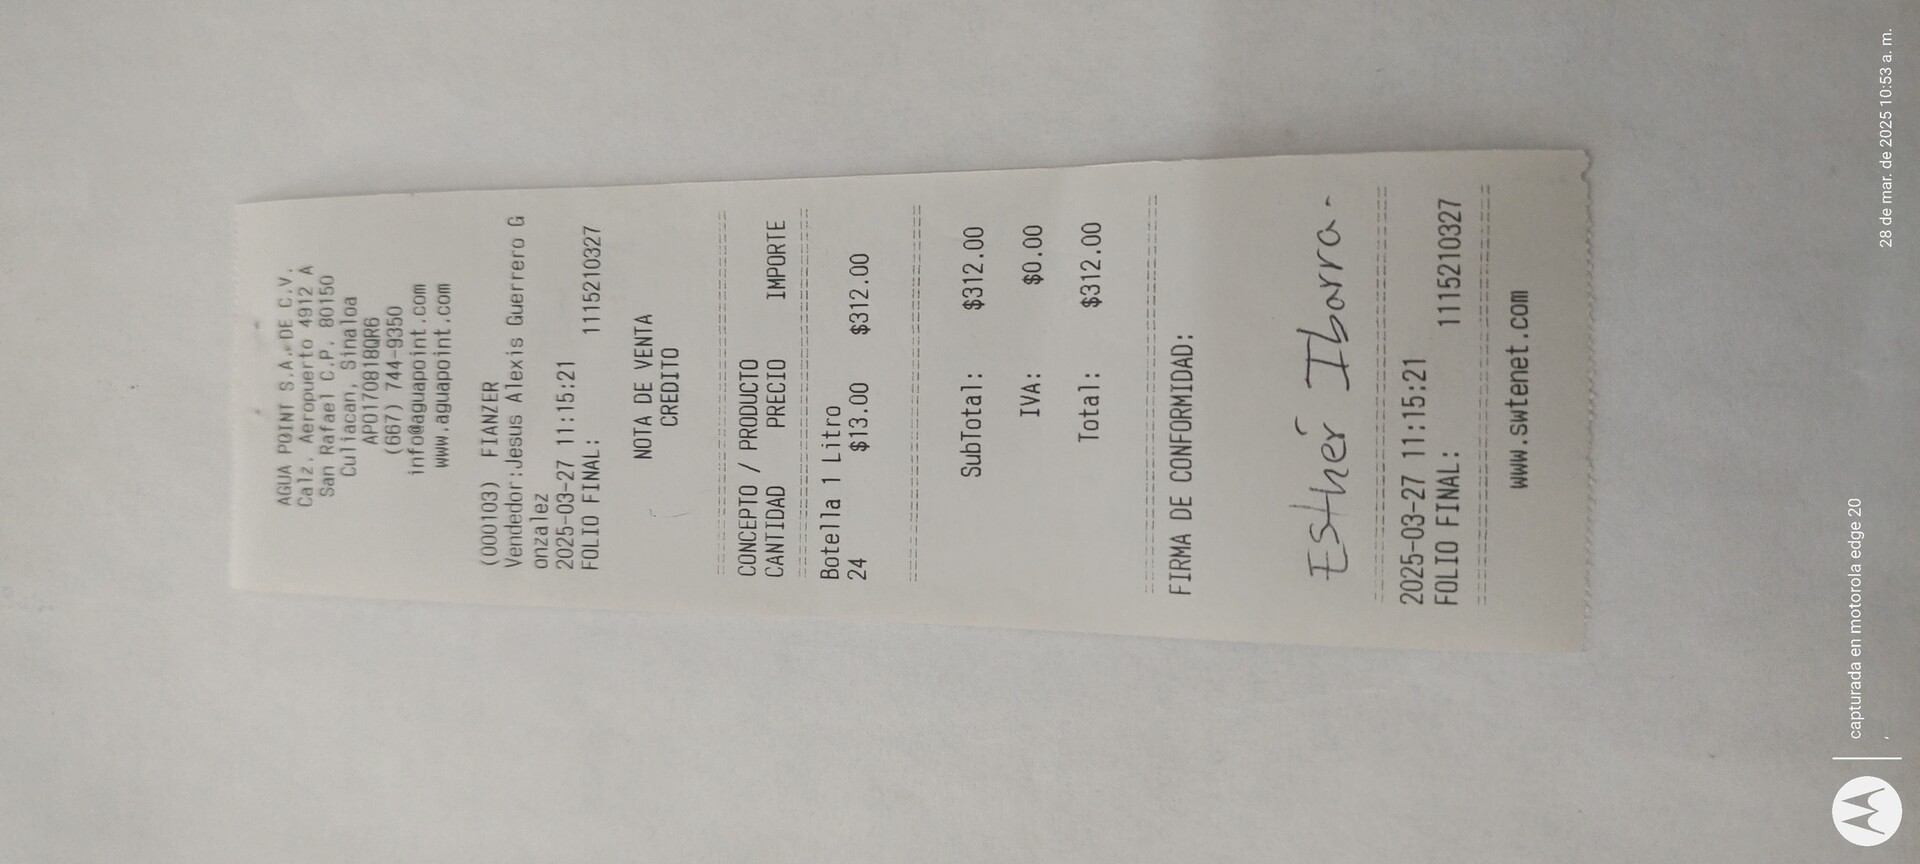 AGUA POINT S.A. DE C.V.
Calz. Aeropuerto 4912 A
San Rafael C.P. 80150
Culiacan, Sinaloa
APO170818QR6
(667) 744-9350
info@aguapoint.com
www.aguapoint.com
(000103) FIANZER
Vendedor:Jesus Alexis Guerrero G
onzalez
2025-03-27 11:15:21
FOLIO FINAL: 1115210327
NOTA DE VENTA
CREDITO
CONCEPTO / PRODUCTO
CANTIDAD PRECIO IMPORTE
Botella 1 Litro
24 $13.00 $312.00
SubTotal: $312.00
IVA: $0.00
Total: $312.00
FIRMA DE CONFORMIDAD:
Esther Ibarra.
2025-03-27 11:15:21
FOLIO FINAL: 1115210327
www.swtenet.com
capturada en motorola edge 20
28 de mar. de 2025 10:53 a. m.